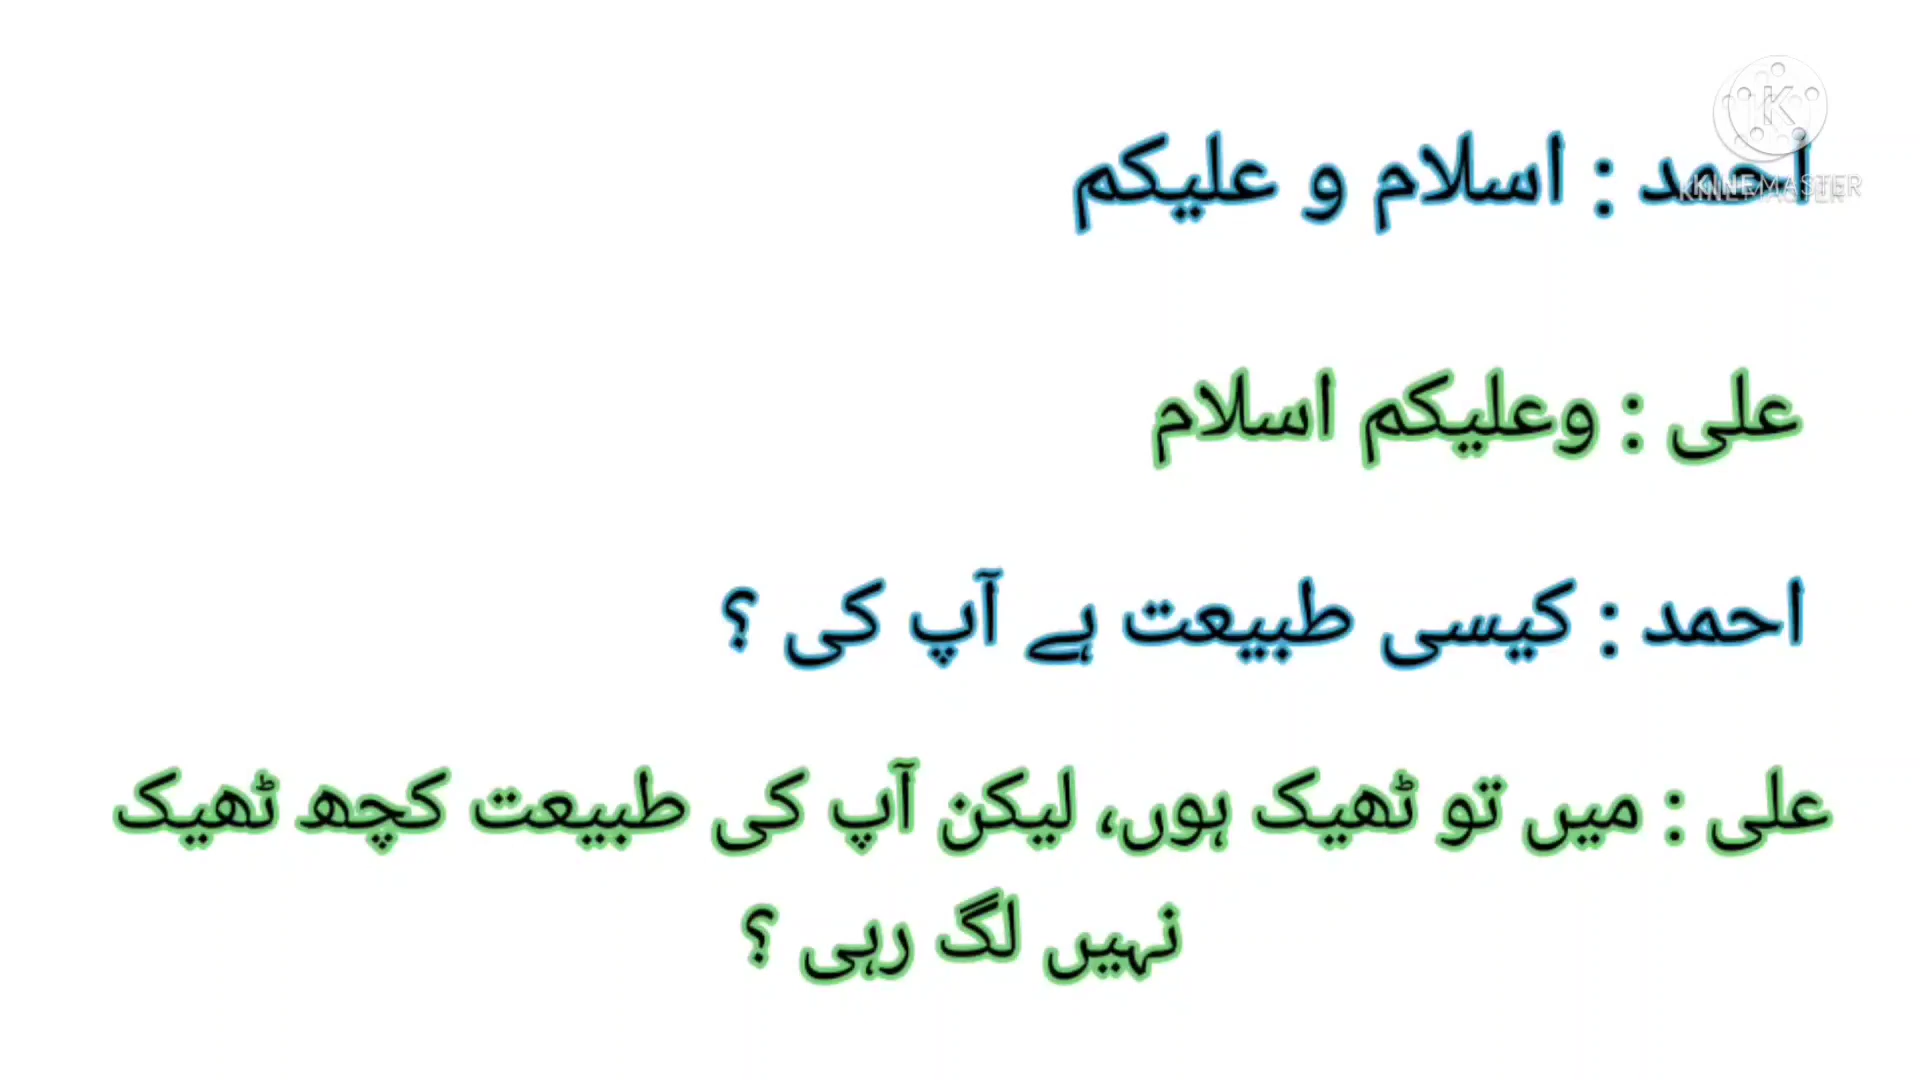 KINEMASTER
احمد : اسلام و علیکم
علی : وعلیکم اسلام
احمد : کیسی طبیعت ہے آپ کی ؟
علی : میں تو ٹھیک ہوں، لیکن آپ کی طبیعت کچھ ٹھیک
نہیں لگ رہی ؟